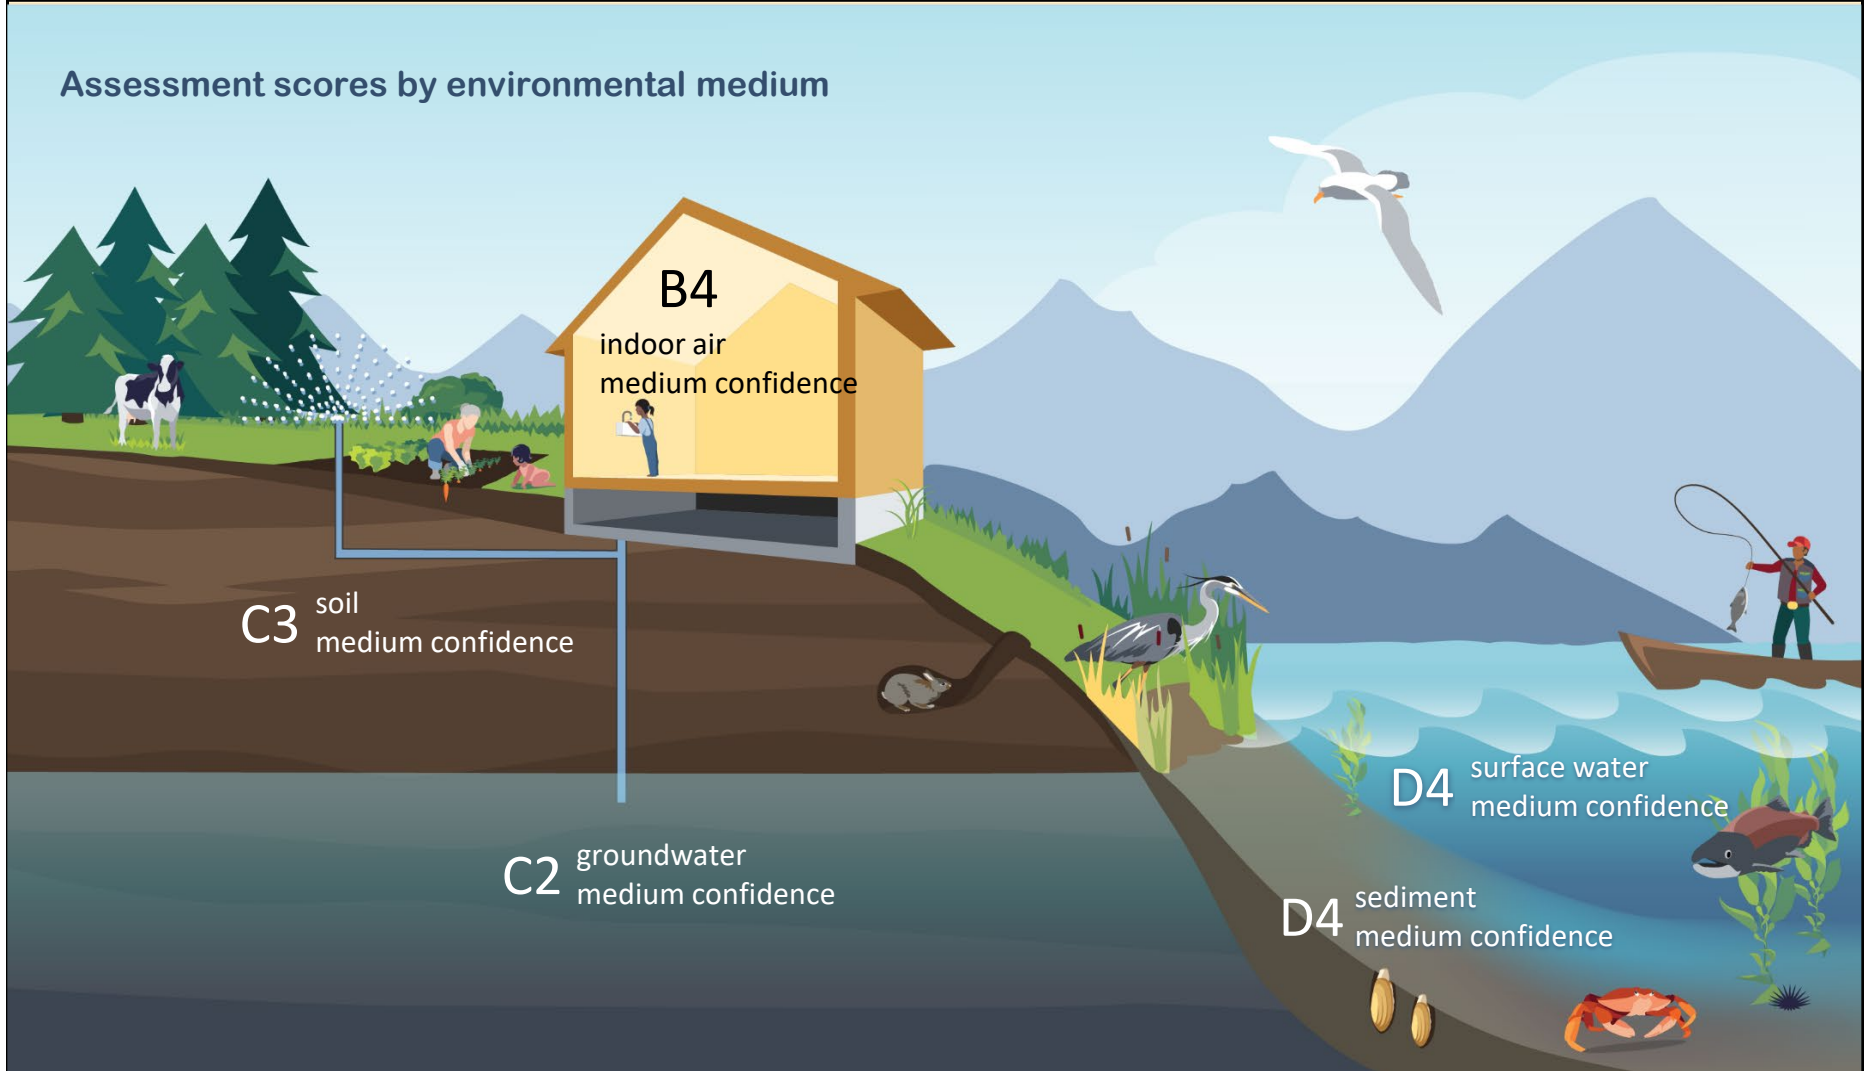 Assessment scores by environmental medium
B4
indoor air
medium confidence
C3
soil
medium confidence
D4
surface water
medium confidence
C2
groundwater
medium confidence
D4
sediment
medium confidence